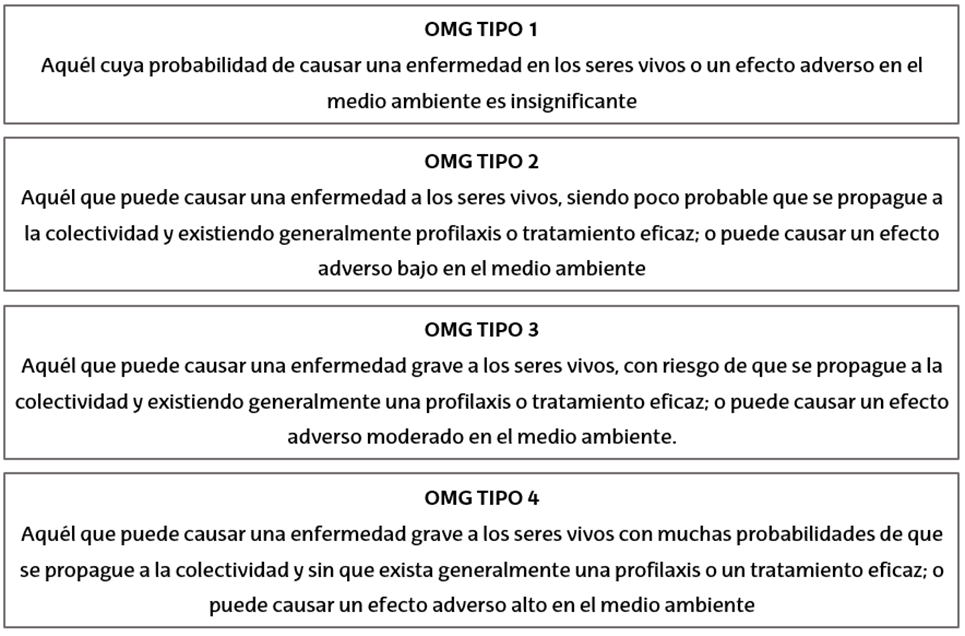 OMG TIPO 1
Aquél cuya probabilidad de causar una enfermedad en los seres vivos o un efecto adverso en el
medio ambiente es insignificante
OMG TIPO 2
Aquél que puede causar una enfermedad a los seres vivos, siendo poco probable que se propague a
la colectividad y existiendo generalmente profilaxis o tratamiento eficaz; o puede causar un efecto
adverso bajo en el medio ambiente
OMG TIPO 3
Aquél que puede causar una enfermedad grave a los seres vivos, con riesgo de que se propague a la
colectividad y existiendo generalmente una profilaxis o tratamiento eficaz; o puede causar un efecto
adverso moderado en el medio ambiente.
OMG TIPO 4
Aquél que puede causar una enfermedad grave a los seres vivos con muchas probabilidades de que
se propague a la colectividad y sin que exista generalmente una profilaxis o un tratamiento eficaz; o
puede causar un efecto adverso alto en el medio ambiente